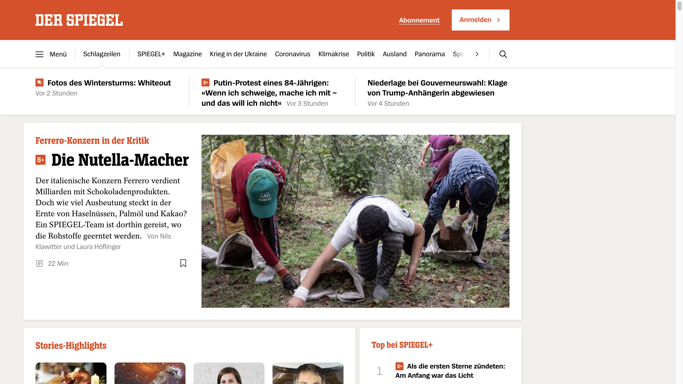 DER SPIEGEL
Abonnement
Anmelden
Menü
Schlagzeilen
SPIEGEL+
Magazine
Krieg in der Ukraine
Coronavirus
Klimakrise
Politik
Ausland
Panorama
Fotos des Wintersturms: Whiteout
Vor 2 Stunden
S+ Putin-Protest eines 84-Jährigen:
»Wenn ich schweige, mache ich mit –
und das will ich nicht« Vor 3 Stunden
Niederlage bei Gouverneurswahl: Klage
von Trump-Anhängerin abgewiesen
Vor 4 Stunden
Ferrero-Konzern in der Kritik
S+ Die Nutella-Macher
Der italienische Konzern Ferrero verdient
Milliarden mit Schokoladenprodukten.
Doch wie viel Ausbeutung steckt in der
Ernte von Haselnüssen, Palmöl und Kakao?
Ein SPIEGEL-Team ist dorthin gereist, wo
die Rohstoffe geerntet werden. Von Nils
Klawitter und Laura Höflinger
22 Min
Stories-Highlights
Top bei SPIEGEL+
1
S+ Als die ersten Sterne zündeten:
Am Anfang war das Licht